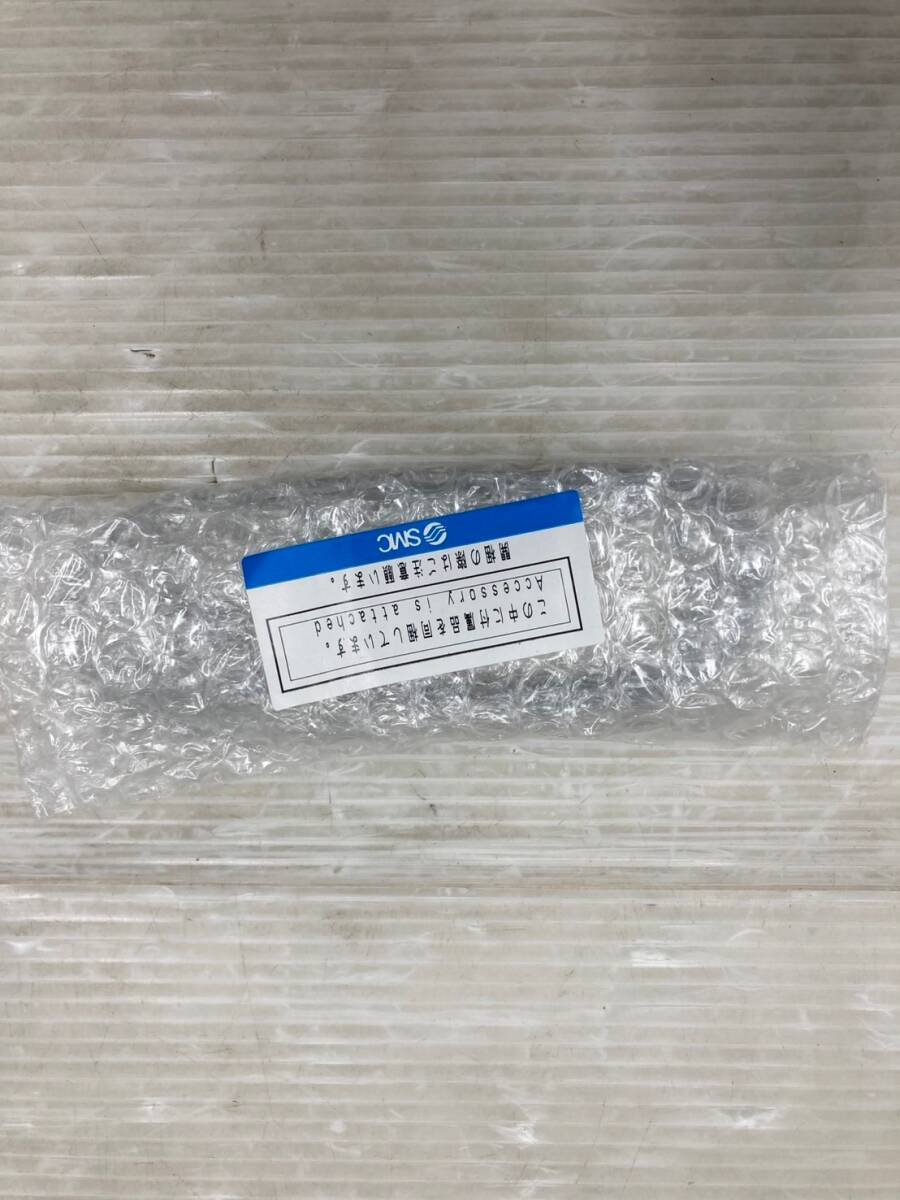 この中に付属品を同梱しています。
Accessory is attached
開梱の際はご注意願います。
SMC